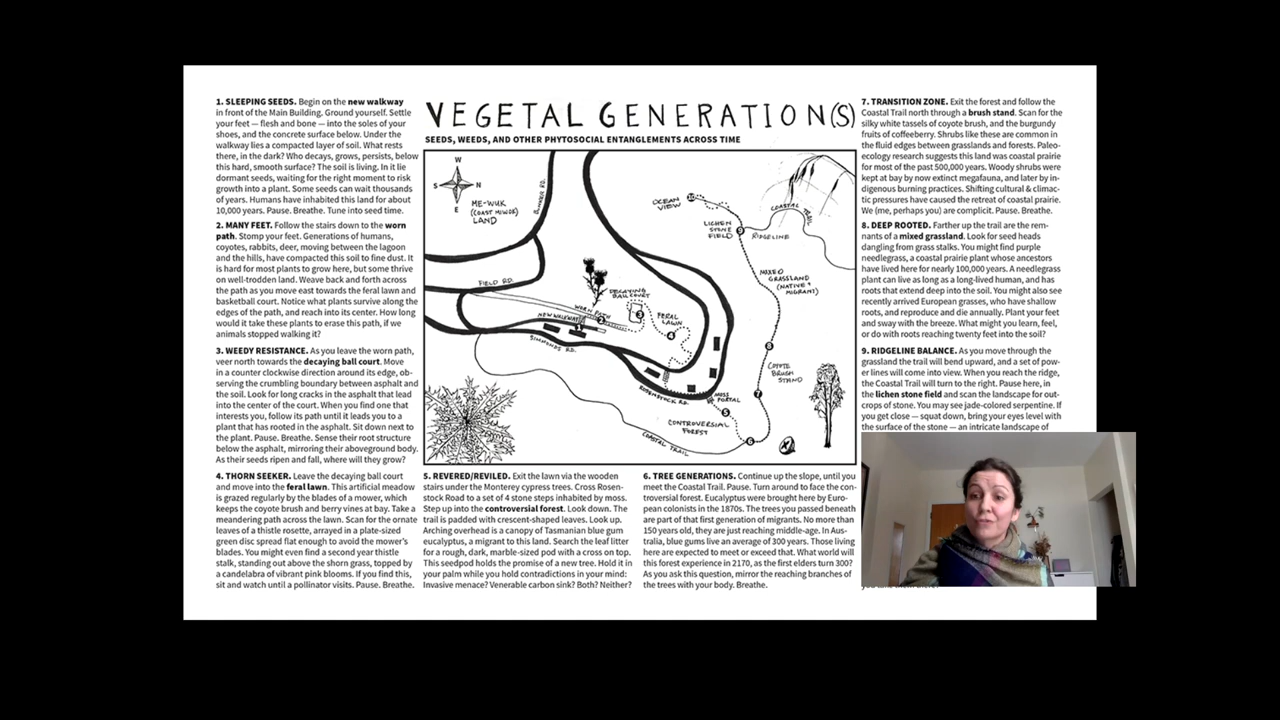 VEGETAL GENERATION(S)
SEEDS, WEEDS, AND OTHER PHYTOSOCIAL ENTANGLEMENTS ACROSS TIME
1. SLEEPING SEEDS. Begin on the new walkway
in front of the Main Building. Ground yourself. Settle
your feet — flesh and bone — into the soles of your
shoes, and the concrete surface below. Under the
walkway lies a compacted layer of soil. What rests
there, in the dark? Who decays, grows, persists, below
this hard, smooth surface? The soil is living. In it lie
dormant seeds, waiting for the right moment to risk
growth into a plant. Some seeds can wait thousands
of years. Humans have inhabited this land for about
10,000 years. Pause. Breathe. Tune into seed time.
2. MANY FEET. Follow the stairs down to the worn
path. Stomp your feet. Generations of humans,
coyotes, rabbits, deer, moving between the lagoon
and the hills, have compacted this soil to fine dust. It
is hard for most plants to grow here, but some thrive
on well-trodden land. Weave back and forth across
the path as you move east towards the feral lawn and
basketball court. Notice what plants survive along the
edges of the path, and reach into its center. How long
would it take these plants to erase this path, if we
animals stopped walking it?
3. WEEDY RESISTANCE. As you leave the worn path,
veer north towards the decaying ball court. Move
in a counter clockwise direction around its edge, ob-
serving the crumbling boundary between asphalt and
the soil. Look for long cracks in the asphalt that lead
into the center of the court. When you find one that
interests you, follow its path until it leads you to a
plant that has rooted in the asphalt. Sit down next to
the plant. Pause. Breathe. Sense their root structure
below the asphalt, mirroring their aboveground body.
As their seeds ripen and fall, where will they grow?
4. THORN SEEKER. Leave the decaying ball court
and move into the feral lawn. This artificial meadow
is grazed regularly by the blades of a mower, which
keeps the coyote brush and berry vines at bay. Take a
meandering path across the lawn. Scan for the ornate
leaves of a thistle rosette, arrayed in a plate-sized
green disc spread flat enough to avoid the mower's
blades. You might even find a second year thistle
stalk, standing out above the shorn grass, topped by
a candelabra of vibrant pink blooms. If you find this,
sit and watch until a pollinator visits. Pause. Breathe.
W
S
N
E
ME-WUK
(COAST MIWOK)
LAND
BUNKER RD.
FIELD RD.
WORN PATH
NEW WALKWAY
SIMMONDS RD.
DECAYING
BALL COURT
FERAL
LAWN
ROSENSTOCK RD.
MOSS
PORTAL
CONTROVERSIAL
FOREST
COASTAL TRAIL
COYOTE
BRUSH
STAND
MIXED
GRASSLAND
(NATIVE +
MIGRANT)
LICHEN
STONE
FIELD
RIDGELINE
COASTAL
TRAIL
OCEAN
VIEW
1
2
3
4
5
6
7
8
9
10
5. REVERED/REVILED. Exit the lawn via the wooden
stairs under the Monterey cypress trees. Cross Rosen-
stock Road to a set of 4 stone steps inhabited by moss.
Step up into the controversial forest. Look down. The
trail is padded with crescent-shaped leaves. Look up.
Arching overhead is a canopy of Tasmanian blue gum
eucalyptus, a migrant to this land. Search the leaf litter
for a rough, dark, marble-sized pod with a cross on top.
This seedpod holds the promise of a new tree. Hold it in
your palm while you hold contradictions in your mind:
Invasive menace? Venerable carbon sink? Both? Neither?
6. TREE GENERATIONS. Continue up the slope, until you
meet the Coastal Trail. Pause. Turn around to face the con-
troversial forest. Eucalyptus were brought here by Euro-
pean colonists in the 1870s. The trees you passed beneath
are part of that first generation of migrants. No more than
150 years old, they are just reaching middle-age. In Aus-
tralia, blue gums live an average of 300 years. Those living
here are expected to meet or exceed that. What world will
this forest experience in 2170, as the first elders turn 300?
As you ask this question, mirror the reaching branches of
the trees with your body. Breathe.
7. TRANSITION ZONE. Exit the forest and follow the
Coastal Trail north through a brush stand. Scan for the
silky white tassels of coyote brush, and the burgundy
fruits of coffeeberry. Shrubs like these are common in
the fluid edges between grasslands and forests. Paleo-
ecology research suggests this land was coastal prairie
for most of the past 500,000 years. Woody shrubs were
kept at bay by now extinct megafauna, and later by in-
digenous burning practices. Shifting cultural & climac-
tic pressures have caused the retreat of coastal prairie.
We (me, perhaps you) are complicit. Pause. Breathe.
8. DEEP ROOTED. Farther up the trail are the rem-
nants of a mixed grassland. Look for seed heads
dangling from grass stalks. You might find purple
needlegrass, a coastal prairie plant whose ancestors
have lived here for nearly 100,000 years. A needlegrass
plant can live as long as a long-lived human, and has
roots that extend deep into the soil. You might also see
recently arrived European grasses, who have shallow
roots, and reproduce and die annually. Plant your feet
and sway with the breeze. What might you learn, feel,
or do with roots reaching twenty feet into the soil?
9. RIDGELINE BALANCE. As you move through the
grassland the trail will bend upward, and a set of pow-
er lines will come into view. When you reach the ridge,
the Coastal Trail will turn to the right. Pause here, in
the lichen stone field and scan the landscape for out-
crops of stone. You may see jade-colored serpentine. If
you get close — squat down, bring your eyes level with
the surface of the stone — an intricate landscape of